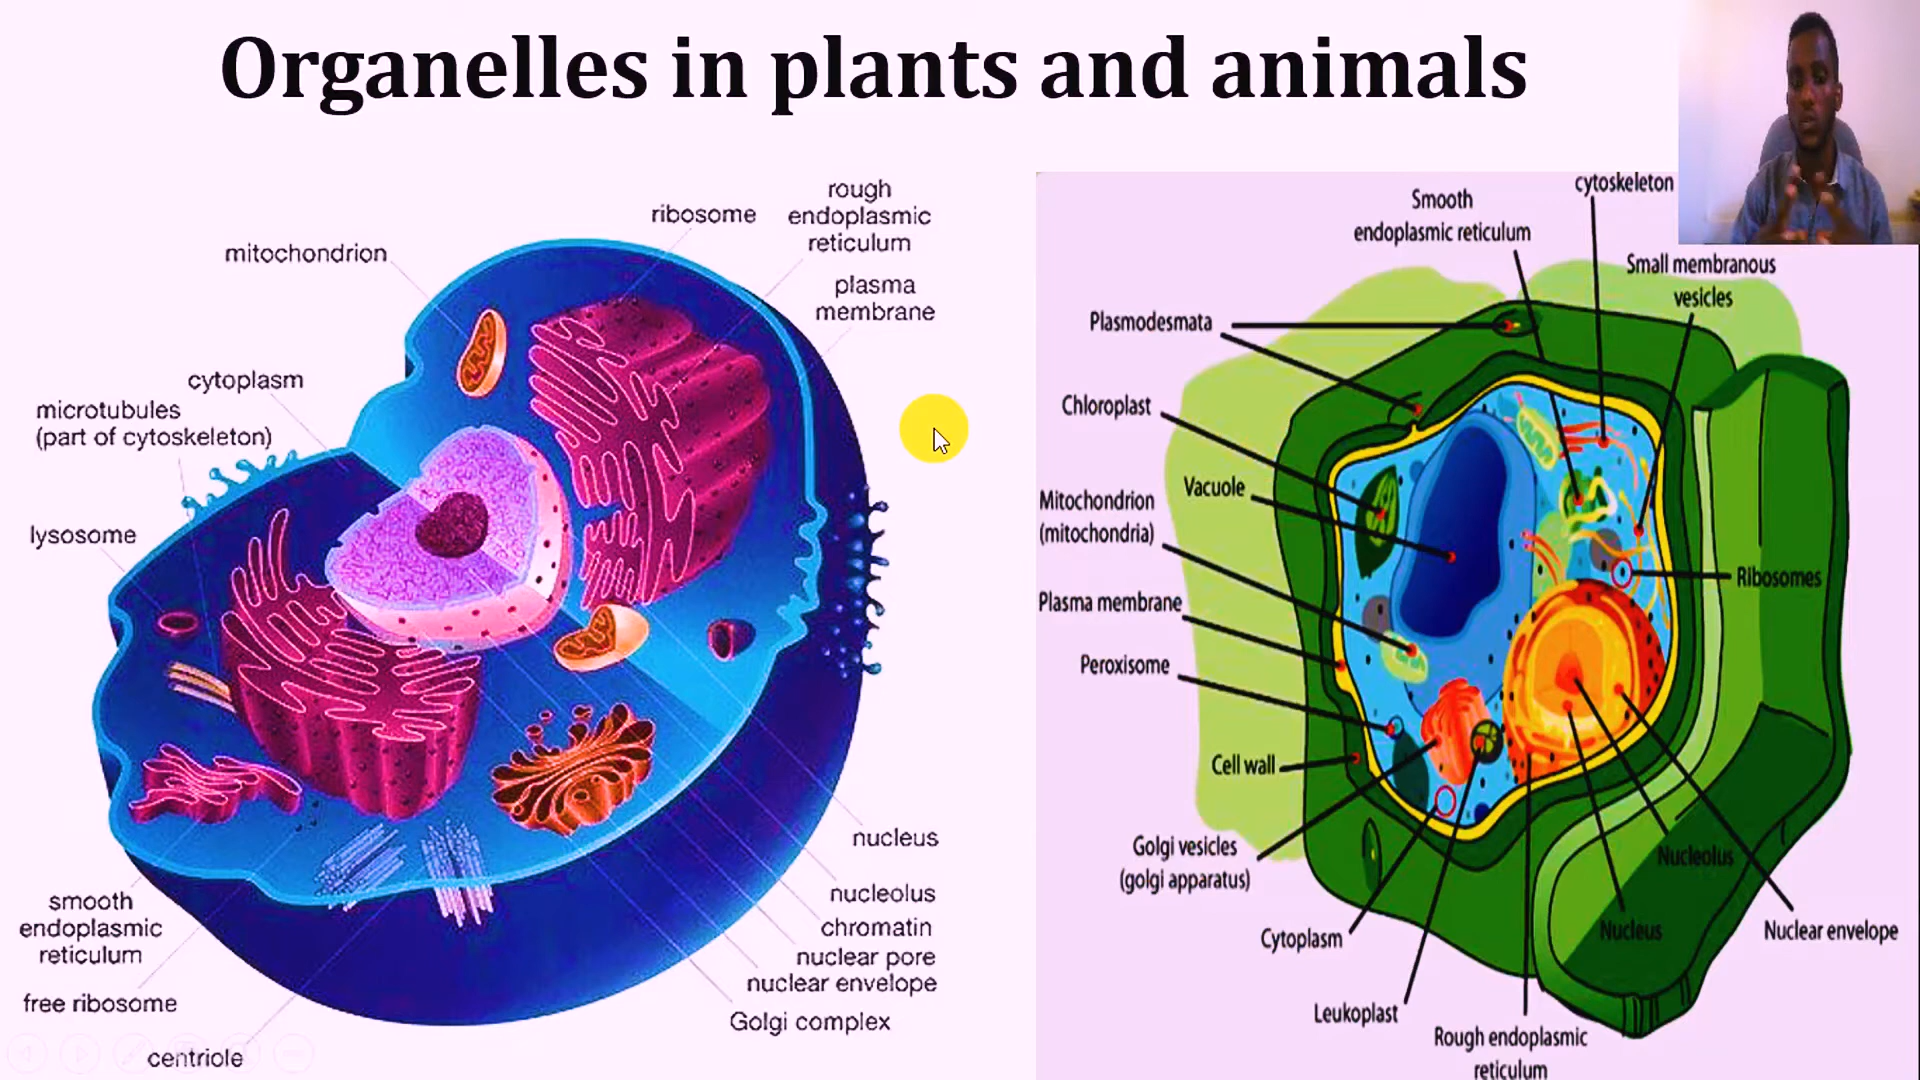 Organelles in plants and animals
mitochondrion
ribosome
rough
endoplasmic
reticulum
plasma
membrane
cytoplasm
microtubules
(part of cytoskeleton)
lysosome
smooth
endoplasmic
reticulum
free ribosome
centriole
nucleus
nucleolus
chromatin
nuclear pore
nuclear envelope
Golgi complex
cytoskeleton
Smooth
endoplasmic reticulum
Small membranous
vesicles
Plasmodesmata
Chloroplast
Vacuole
Mitochondrion
(mitochondria)
Plasma membrane
Peroxisome
Cell wall
Golgi vesicles
(golgi apparatus)
Cytoplasm
Leukoplast
Rough endoplasmic
reticulum
Ribosomes
Nucleolus
Nucleus
Nuclear envelope